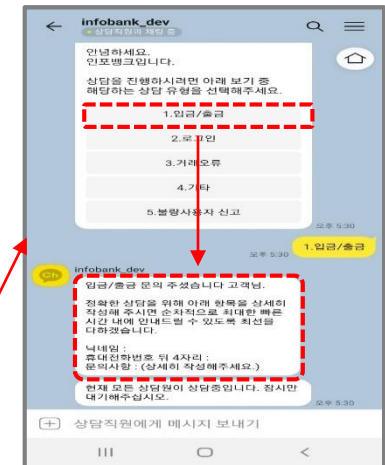 infobank_dev
상담직원과 채팅 중
안녕하세요.
인포뱅크입니다.
상담을 진행하시려면 아래 보기 중
해당하는 상담 유형을 선택해주세요.
1.입금/출금
2.로그인
3.거래오류
4.기타
5.불량사용자 신고
오후 5:30
오후 5:30
1.입금/출금
Ch
infobank_dev
입금/출금 문의 주셨습니다 고객님.
정확한 상담을 위해 아래 항목을 상세히
작성해 주시면 순차적으로 최대한 빠른
시간 내에 안내드릴 수 있도록 최선을
다하겠습니다.
닉네임 :
휴대전화번호 뒤 4자리 :
문의사항 : (상세히 작성해주세요.)
현재 모든 상담원이 상담중입니다. 잠시만
대기해주십시오.
오후 5:30
상담직원에게 메시지 보내기